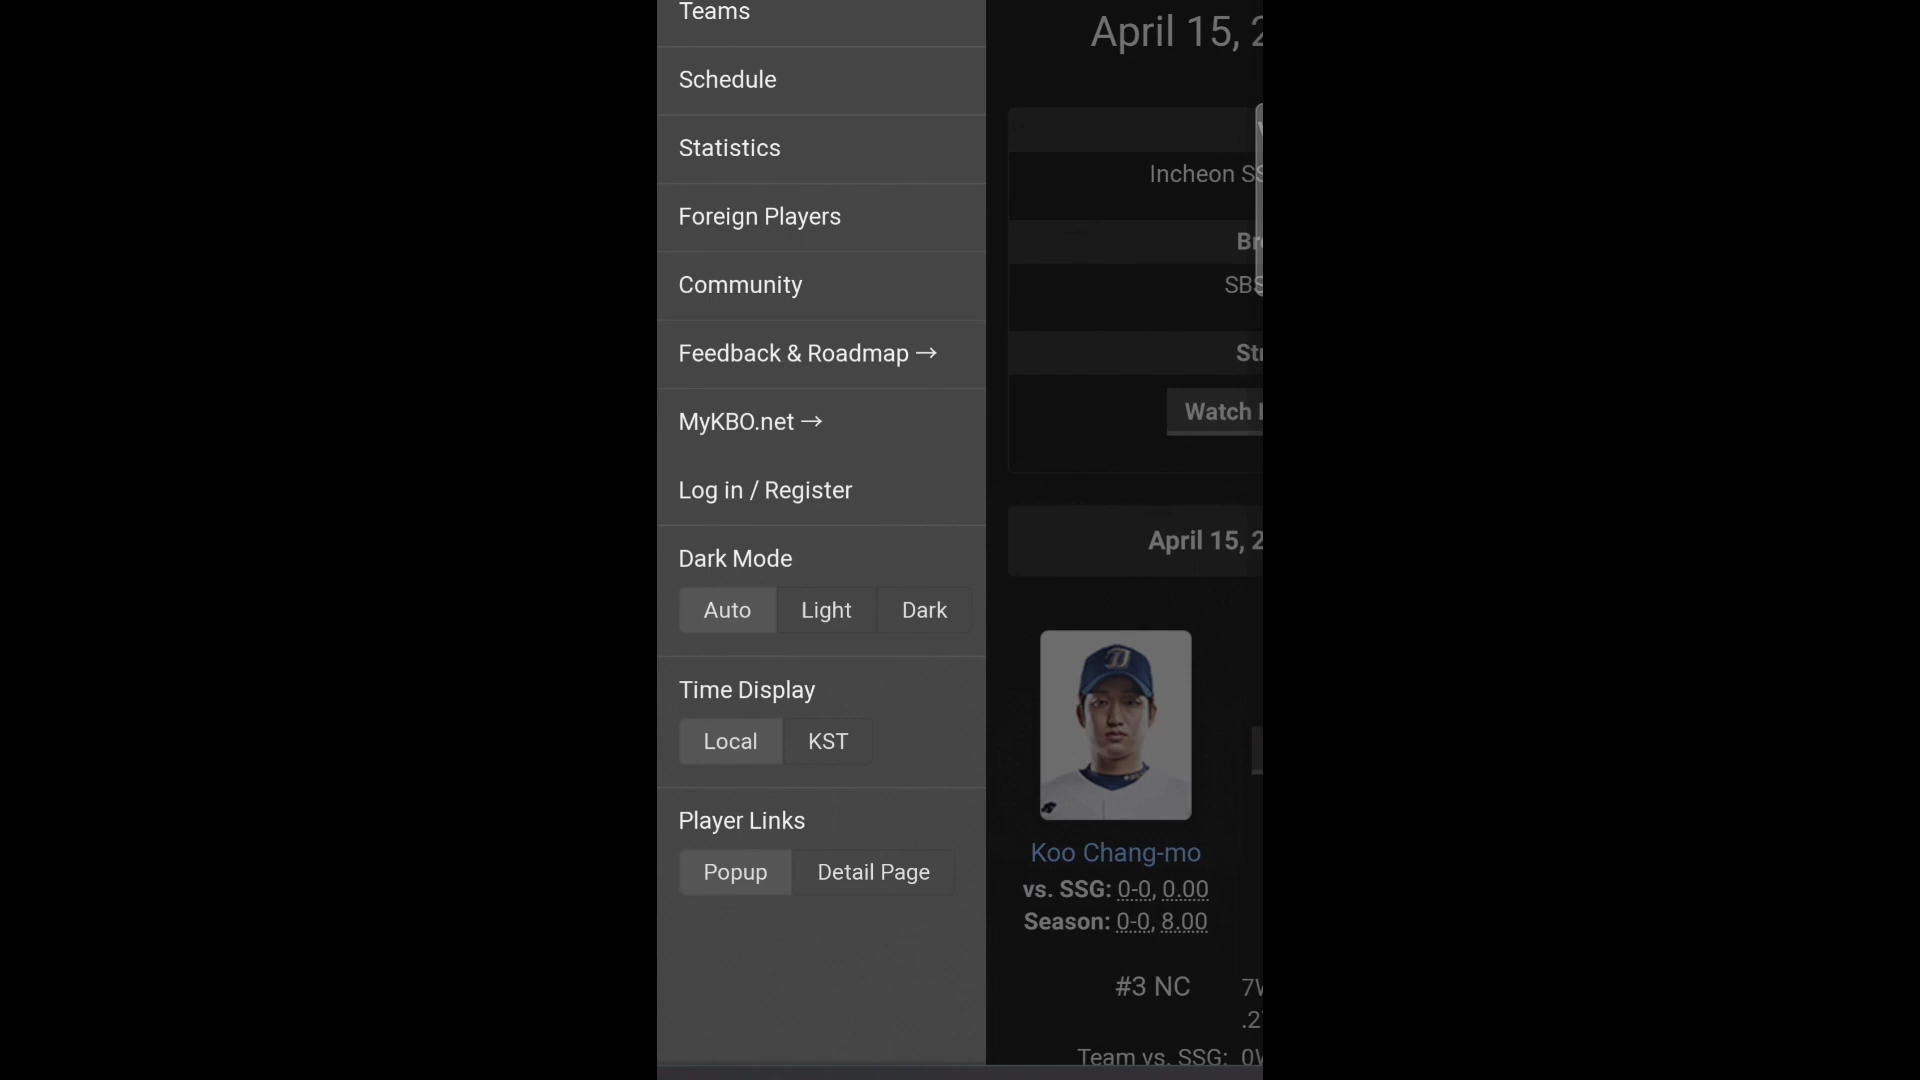 Teams
Schedule
Statistics
Foreign Players
Community
Feedback & Roadmap →
MyKBO.net →
Log in / Register
Dark Mode
Auto Light Dark
Time Display
Local KST
Player Links
Popup Detail Page
April 15,
Incheon
Watch
April 15,
Koo Chang-mo
vs. SSG: 0-0, 0.00
Season: 0-0, 8.00
#3 NC
Team vs. SSG: